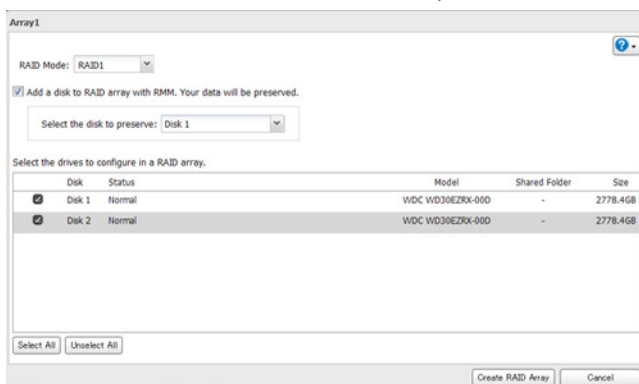 Array1
?
RAID Mode: RAID1
Add a disk to RAID array with RMM. Your data will be preserved.
Select the disk to preserve: Disk 1
Select the drives to configure in a RAID array.
Disk Status Model Shared Folder Size
Disk 1 Normal WDC WD30EZRX-00D - 2778.4GB
Disk 2 Normal WDC WD30EZRX-00D - 2778.4GB
Select All Unselect All
Create RAID Array Cancel